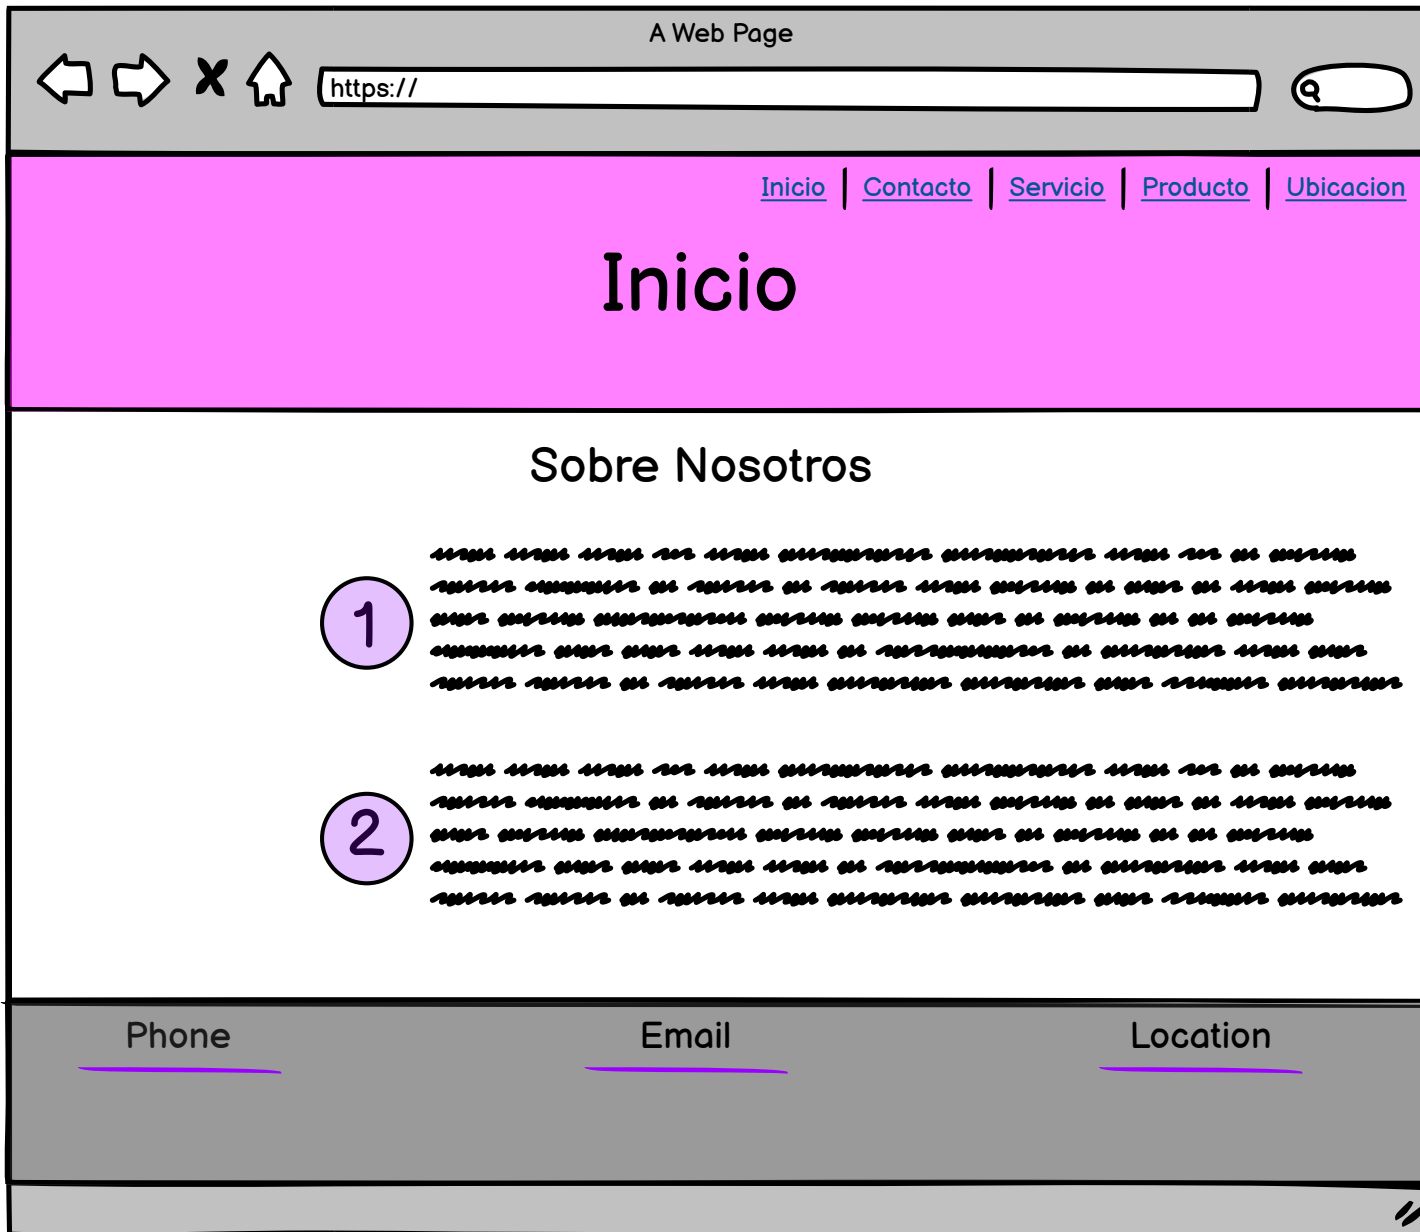 A Web Page
https://
Inicio Contacto Servicio Producto Ubicacion
Inicio
Sobre Nosotros
1
2
Phone Email Location